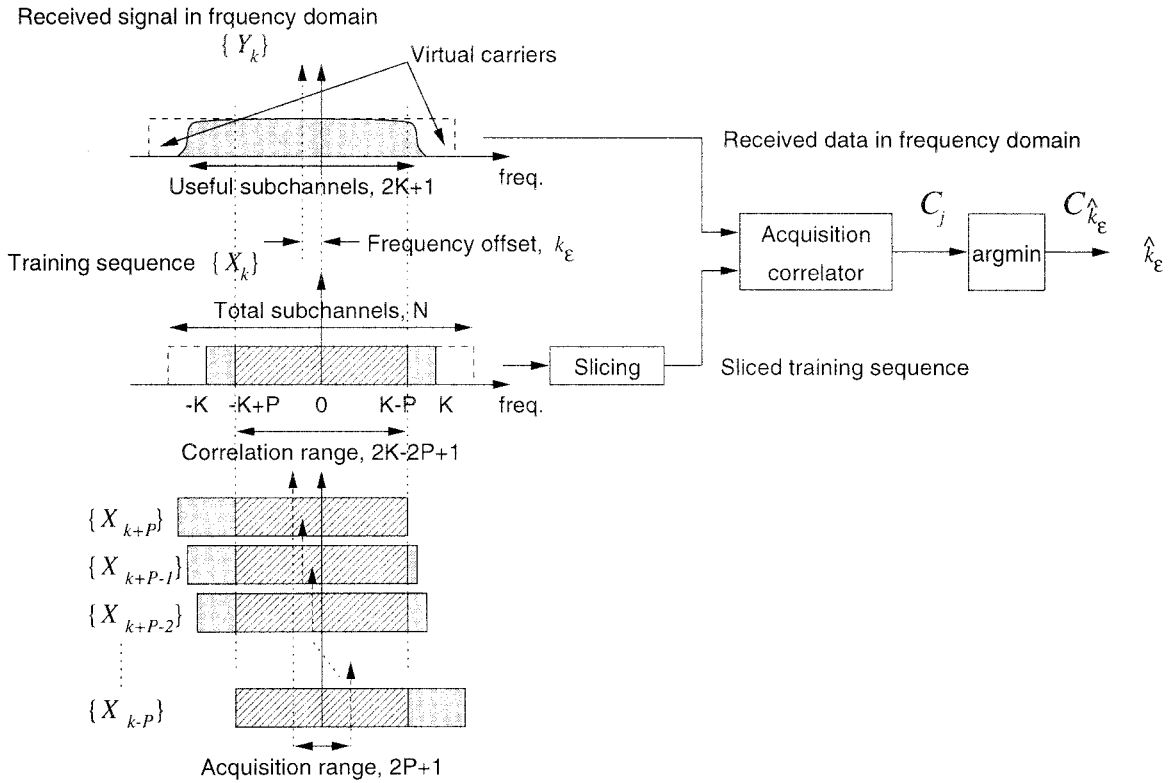 Received signal in frquency domain
{ Y_k }
Virtual carriers
Useful subchannels, 2K+1
freq.
Received data in frequency domain
Frequency offset, k_ε
Training sequence { X_k }
Total subchannels, N
-K -K+P 0 K-P K freq.
Slicing
Sliced training sequence
Acquisition
correlator
C_j
argmin
C_k̂_ε
k̂_ε
Correlation range, 2K-2P+1
{ X_{k+P} }
{ X_{k+P-1} }
{ X_{k+P-2} }
{ X_{k-P} }
Acquisition range, 2P+1